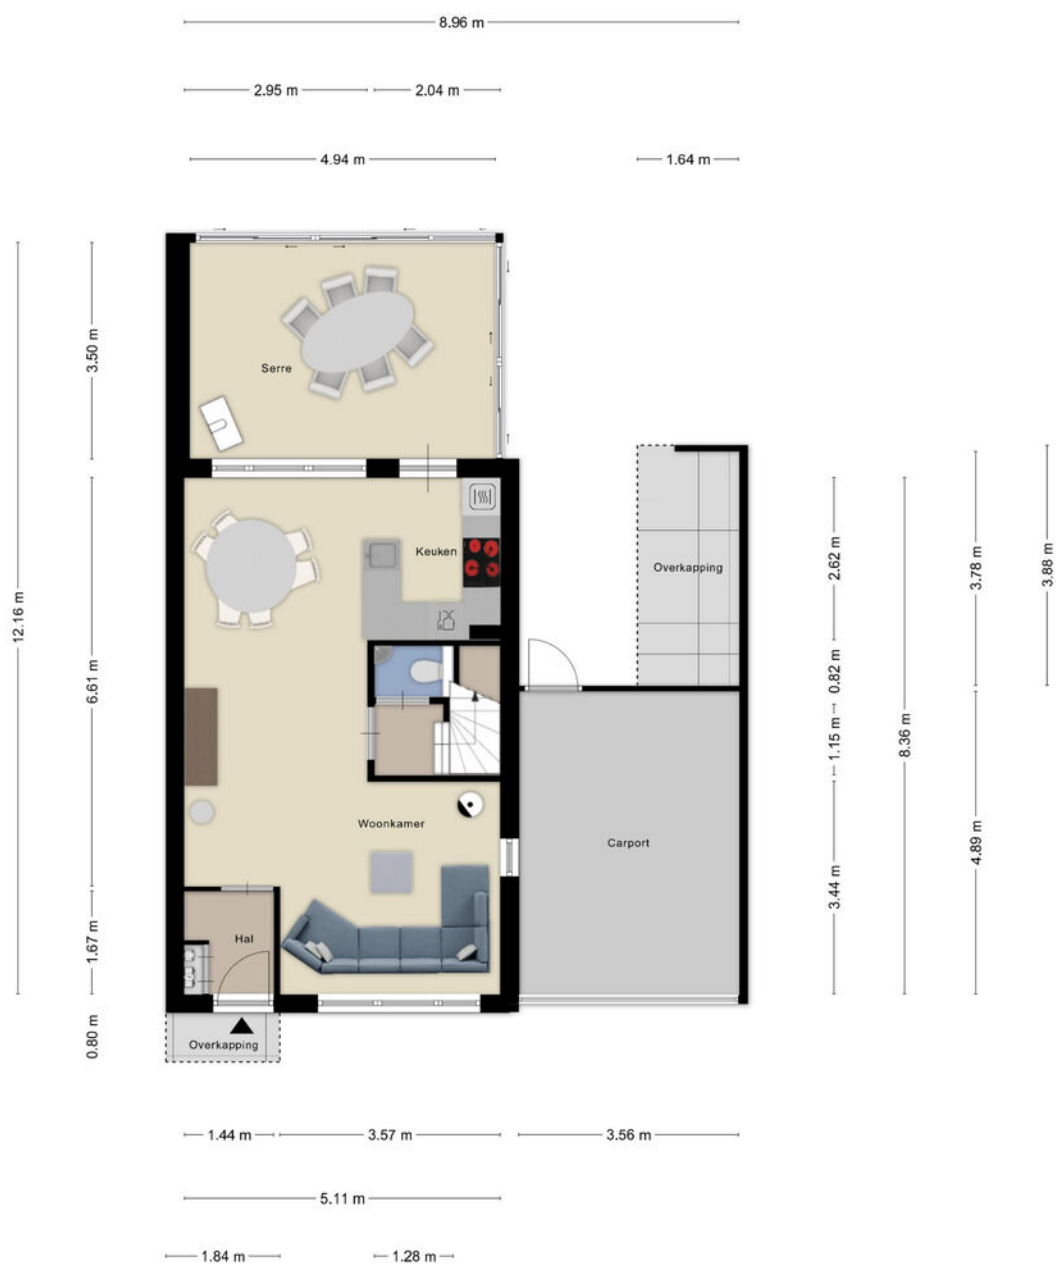 8.96 m
2.95 m
2.04 m
4.94 m
1.64 m
12.16 m
3.50 m
6.61 m
1.67 m
0.80 m
Serre
Keuken
Overkapping
Woonkamer
Carport
Hal
Overkapping
2.62 m
0.82 m
1.15 m
3.44 m
8.36 m
3.78 m
4.89 m
3.88 m
1.44 m
3.57 m
3.56 m
5.11 m
1.84 m
1.28 m